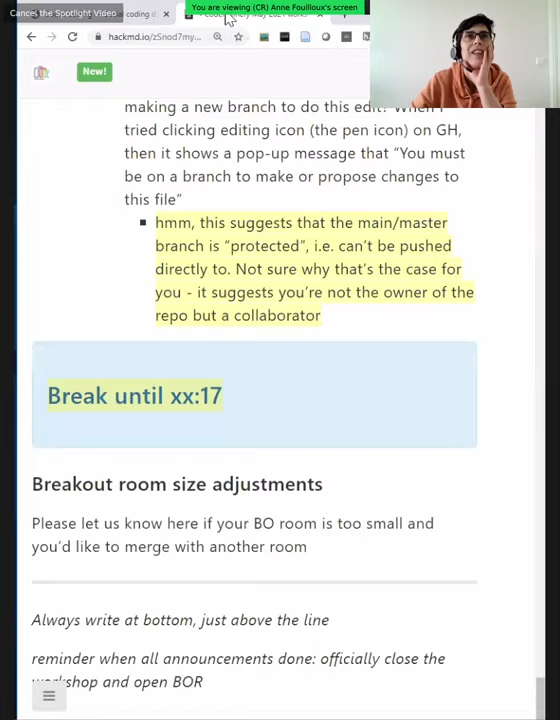 Cancel the Spotlight Video
You are viewing (CR) Anne Fouilloux's screen
ai coding d
May 2021
hackmd.io/zSnod7my...
New!
making a new branch to do this edit? When I
tried clicking editing icon (the pen icon) on GH,
then it shows a pop-up message that "You must
be on a branch to make or propose changes to
this file"
hmm, this suggests that the main/master
branch is "protected", i.e. can't be pushed
directly to. Not sure why that's the case for
you - it suggests you're not the owner of the
repo but a collaborator
Break until xx:17
Breakout room size adjustments
Please let us know here if your BO room is too small and
you'd like to merge with another room
Always write at bottom, just above the line
reminder when all announcements done: officially close the
workshop and open BOR